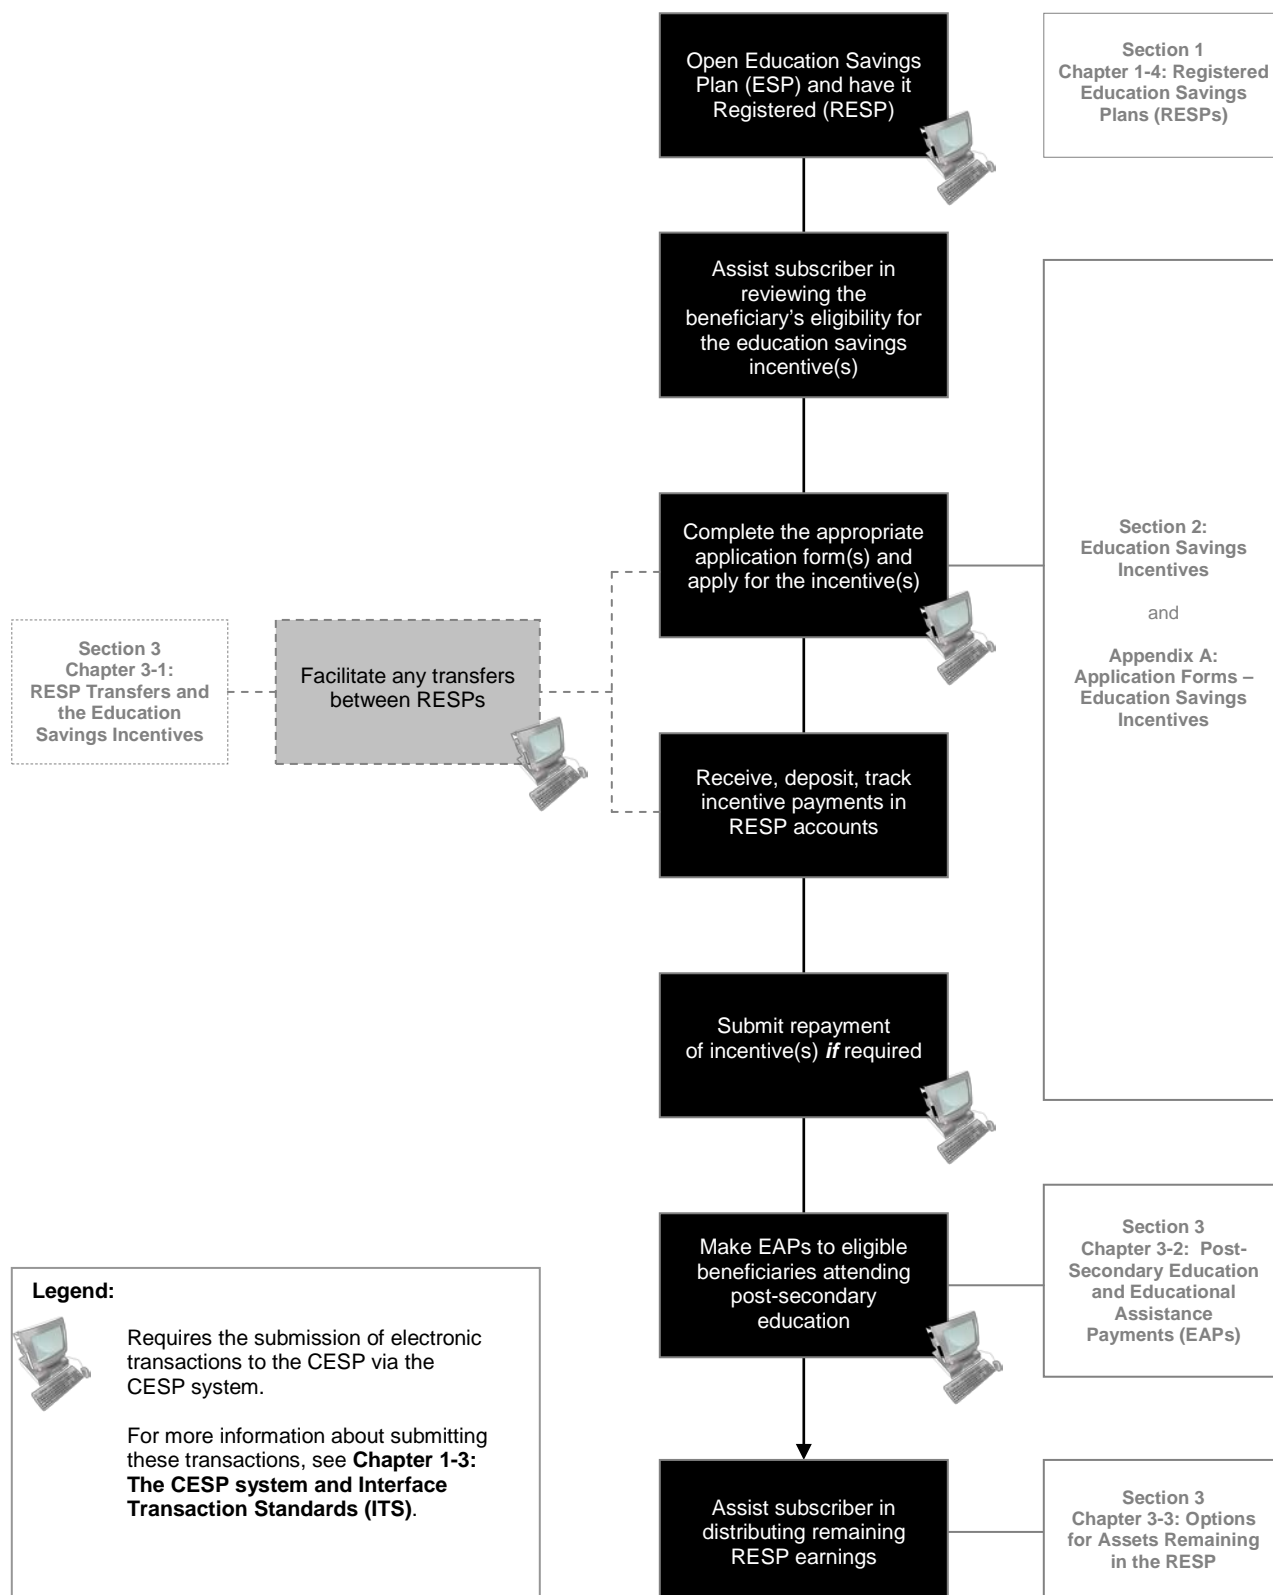 Open Education Savings
Plan (ESP) and have it
Registered (RESP)
Section 1
Chapter 1-4: Registered
Education Savings
Plans (RESPs)
Assist subscriber in
reviewing the
beneficiary’s eligibility for
the education savings
incentive(s)
Complete the appropriate
application form(s) and
apply for the incentive(s)
Section 2:
Education Savings
Incentives
and
Appendix A:
Application Forms –
Education Savings
Incentives
Section 3
Chapter 3-1:
RESP Transfers and
the Education
Savings Incentives
Facilitate any transfers
between RESPs
Receive, deposit, track
incentive payments in
RESP accounts
Submit repayment
of incentive(s) if required
Make EAPs to eligible
beneficiaries attending
post-secondary
education
Section 3
Chapter 3-2: Post-
Secondary Education
and Educational
Assistance
Payments (EAPs)
Assist subscriber in
distributing remaining
RESP earnings
Section 3
Chapter 3-3: Options
for Assets Remaining
in the RESP
Legend:
Requires the submission of electronic
transactions to the CESP via the
CESP system.
For more information about submitting
these transactions, see Chapter 1-3:
The CESP system and Interface
Transaction Standards (ITS).